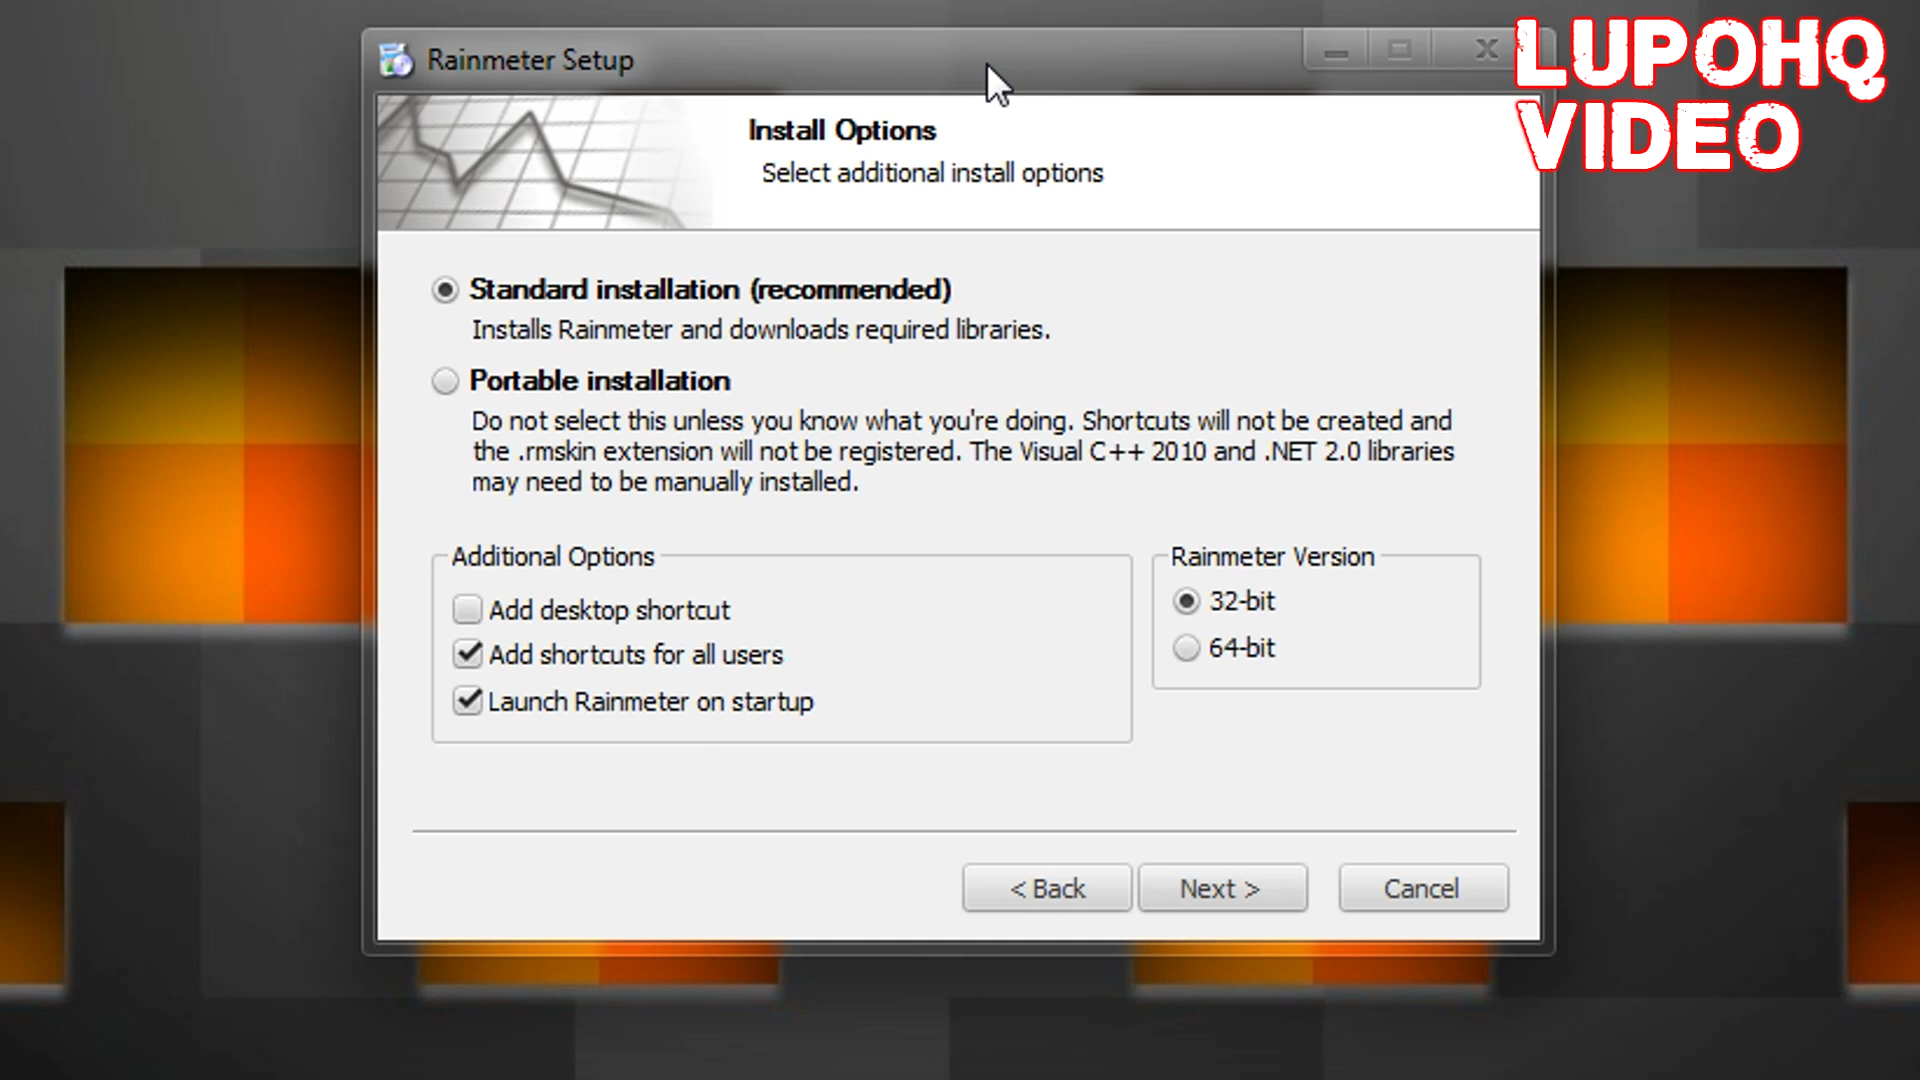 Rainmeter Setup
LUPOHQ
VIDEO
Install Options
Select additional install options
Standard installation (recommended)
Installs Rainmeter and downloads required libraries.
Portable installation
Do not select this unless you know what you're doing. Shortcuts will not be created and
the .rmskin extension will not be registered. The Visual C++ 2010 and .NET 2.0 libraries
may need to be manually installed.
Additional Options
Add desktop shortcut
Add shortcuts for all users
Launch Rainmeter on startup
Rainmeter Version
32-bit
64-bit
< Back
Next >
Cancel